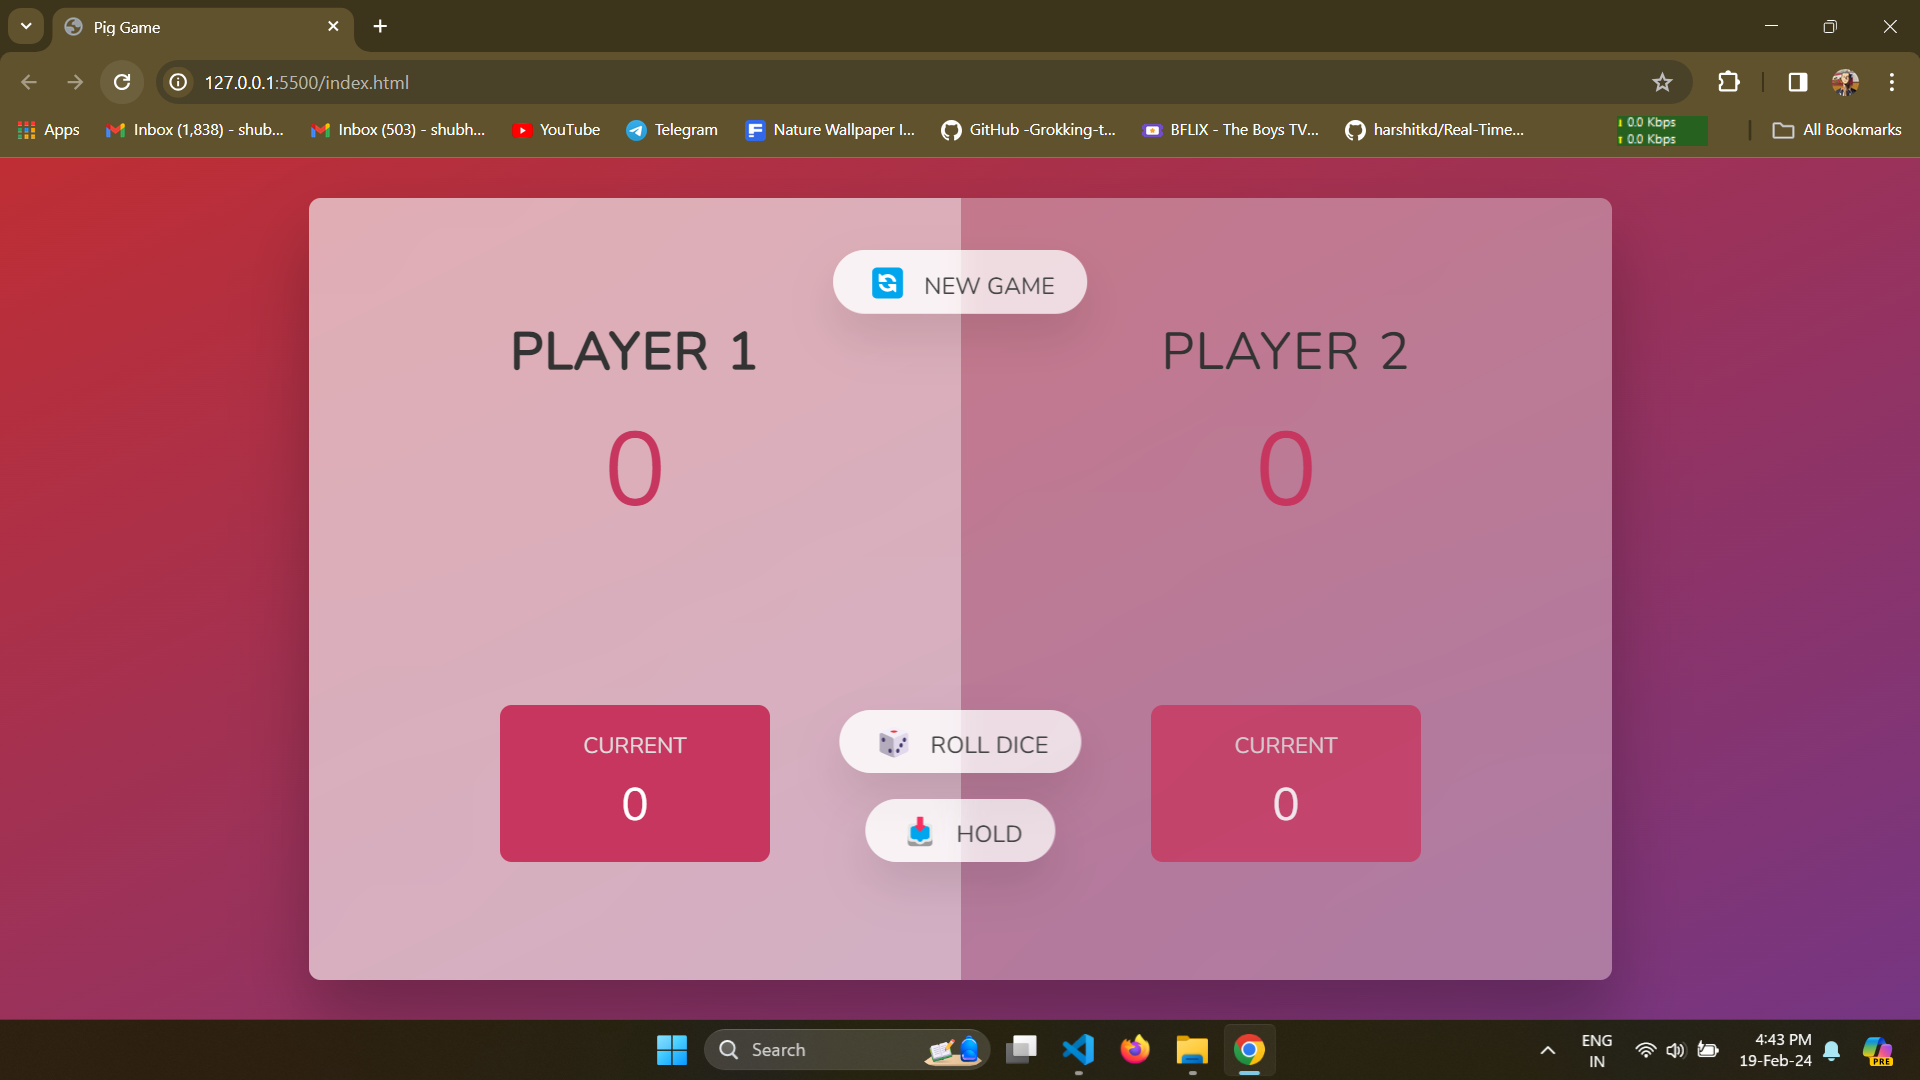 Pig Game
127.0.0.1:5500/index.html
Apps
Inbox (1,838) - shub...
Inbox (503) - shubh...
YouTube
Telegram
Nature Wallpaper I...
GitHub -Grokking-t...
BFLIX - The Boys TV...
harshitkd/Real-Time...
0.0 Kbps
0.0 Kbps
All Bookmarks
NEW GAME
PLAYER 1
PLAYER 2
0
0
CURRENT
0
ROLL DICE
HOLD
CURRENT
0
Search
ENG
IN
4:43 PM
19-Feb-24
PRE